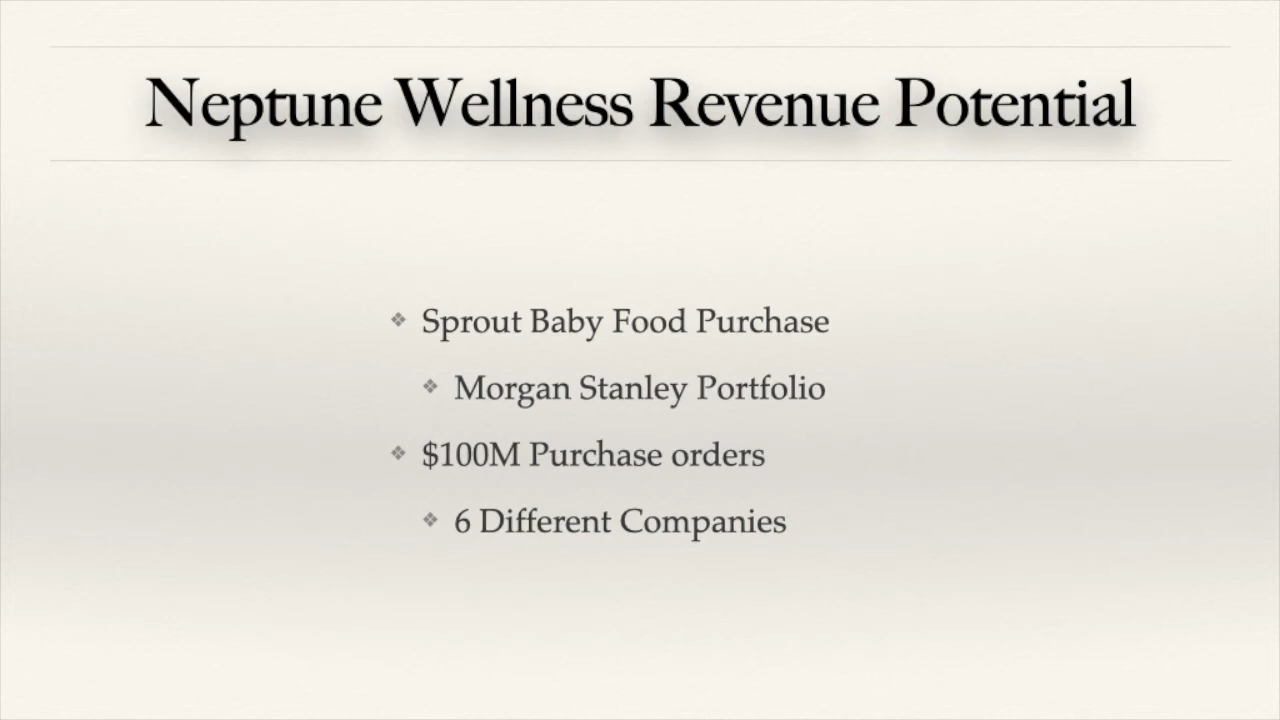 Neptune Wellness Revenue Potential
❖ Sprout Baby Food Purchase
❖ Morgan Stanley Portfolio
❖ $100M Purchase orders
❖ 6 Different Companies